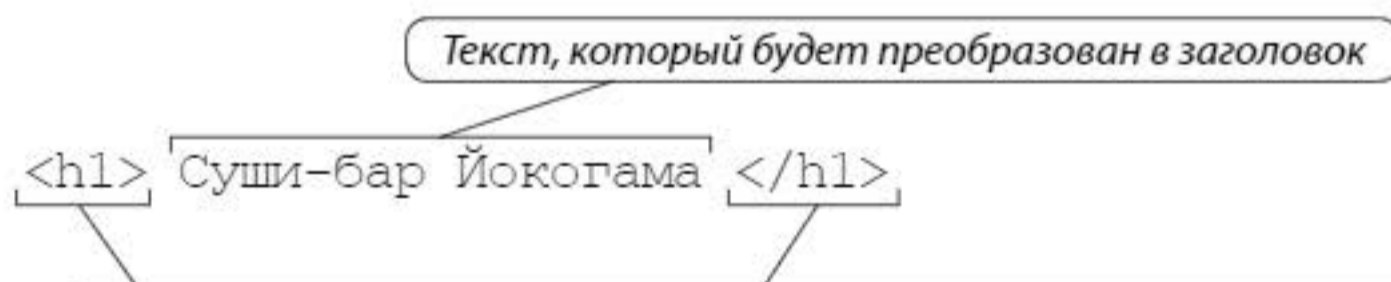 Текст, который будет преобразован в заголовок
<h1> Суши-бар Йокогама </h1>